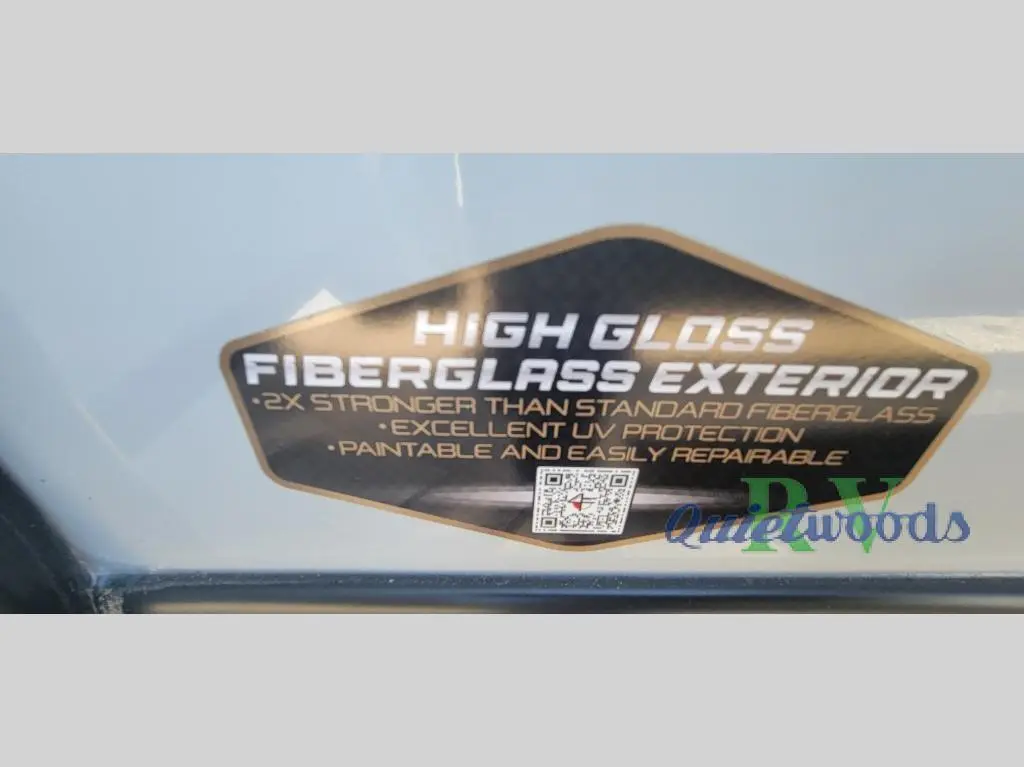 HIGH GLOSS
FIBERGLASS EXTERIOR
•2X STRONGER THAN STANDARD FIBERGLASS
•EXCELLENT UV PROTECTION
•PAINTABLE AND EASILY REPAIRABLE
Quietwoods
RV